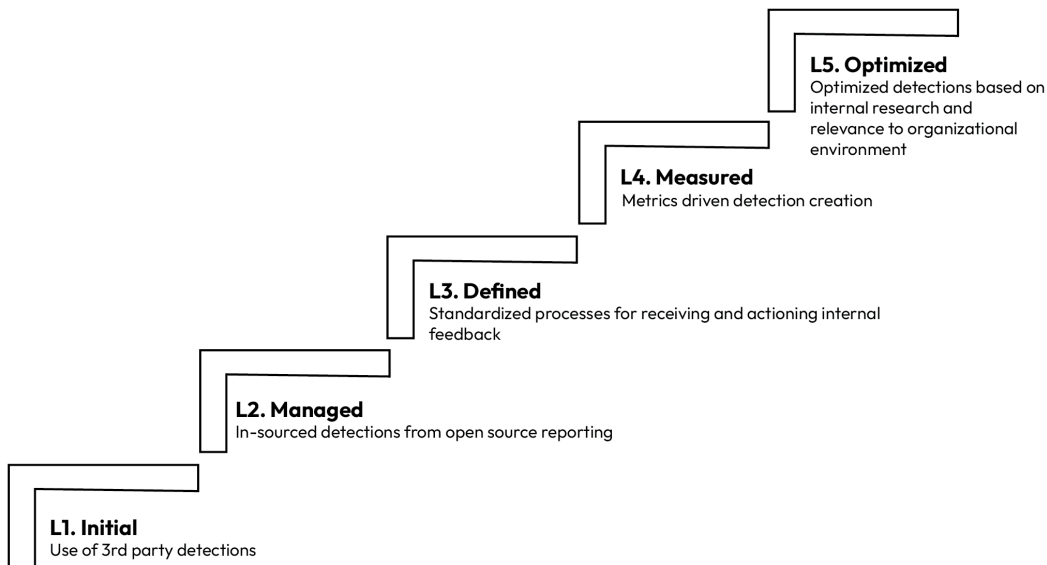 L5. Optimized
Optimized detections based on
internal research and
relevance to organizational
environment
L4. Measured
Metrics driven detection creation
L3. Defined
Standardized processes for receiving and actioning internal
feedback
L2. Managed
In-sourced detections from open source reporting
L1. Initial
Use of 3rd party detections